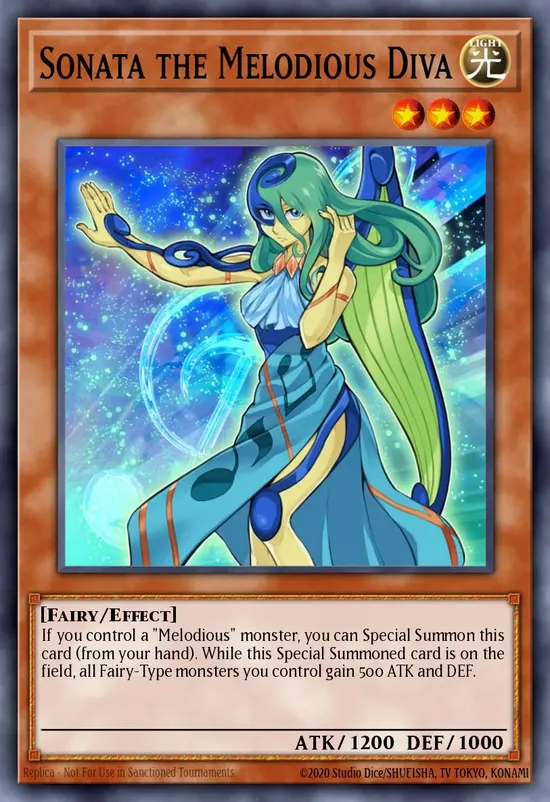 Sonata the Melodious Diva
LIGHT
光
[Fairy/Effect]
If you control a "Melodious" monster, you can Special Summon this
card (from your hand). While this Special Summoned card is on the
field, all Fairy-Type monsters you control gain 500 ATK and DEF.
ATK/1200 DEF/1000
Replica - Not For Use in Sanctioned Tournaments
©2020 Studio Dice/SHUEISHA, TV TOKYO, KONAMI